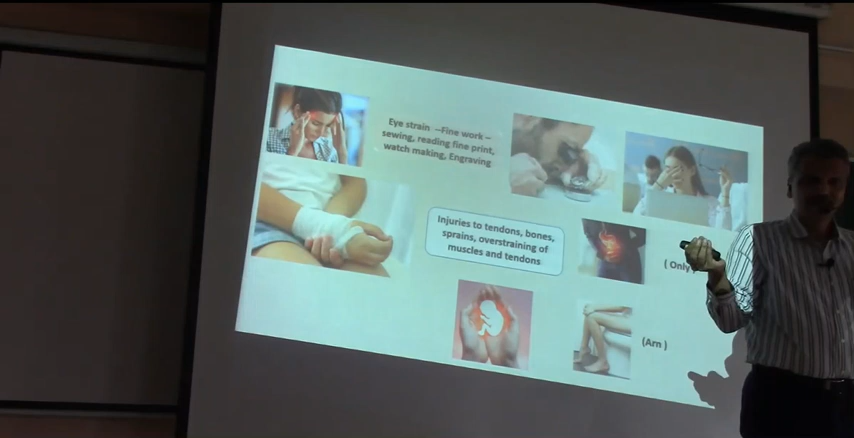 Eye strain –Fine work –
sewing, reading fine print,
watch making, Engraving
Injuries to tendons, bones,
sprains, overstraining of
muscles and tendons
( Only
(Arn )